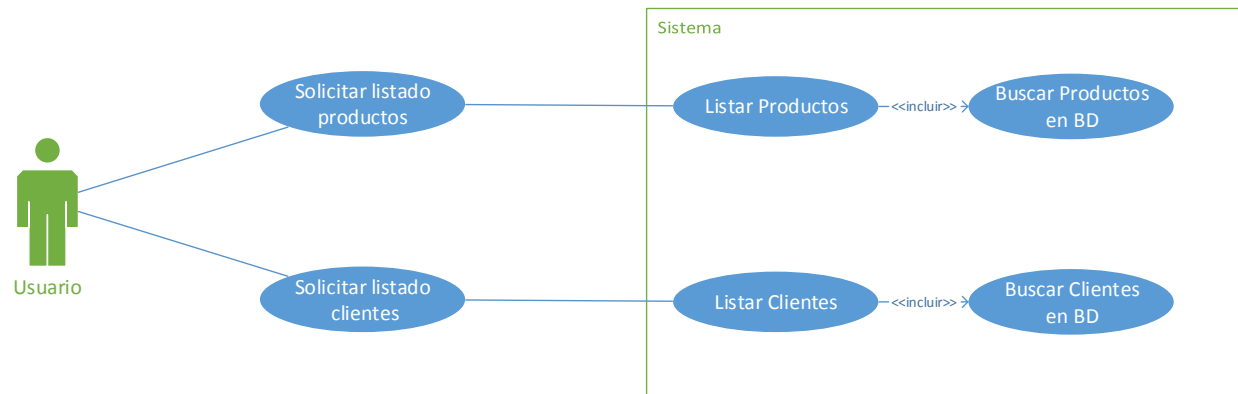 Sistema
Solicitar listado
productos
Listar Productos
<<incluir>>
Buscar Productos
en BD
Usuario
Solicitar listado
clientes
Listar Clientes
<<incluir>>
Buscar Clientes
en BD